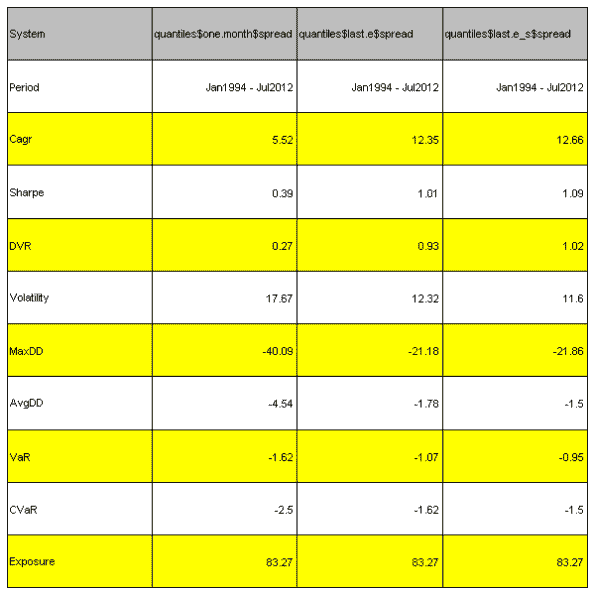 System quantiles$one.month$spread quantiles$last.e$spread quantiles$last.e_s$spread
Period Jan1994 - Jul2012 Jan1994 - Jul2012 Jan1994 - Jul2012
Cagr 5.52 12.35 12.66
Sharpe 0.39 1.01 1.09
DVR 0.27 0.93 1.02
Volatility 17.67 12.32 11.6
MaxDD -40.09 -21.18 -21.86
AvgDD -4.54 -1.78 -1.5
VaR -1.62 -1.07 -0.95
CVaR -2.5 -1.62 -1.5
Exposure 83.27 83.27 83.27